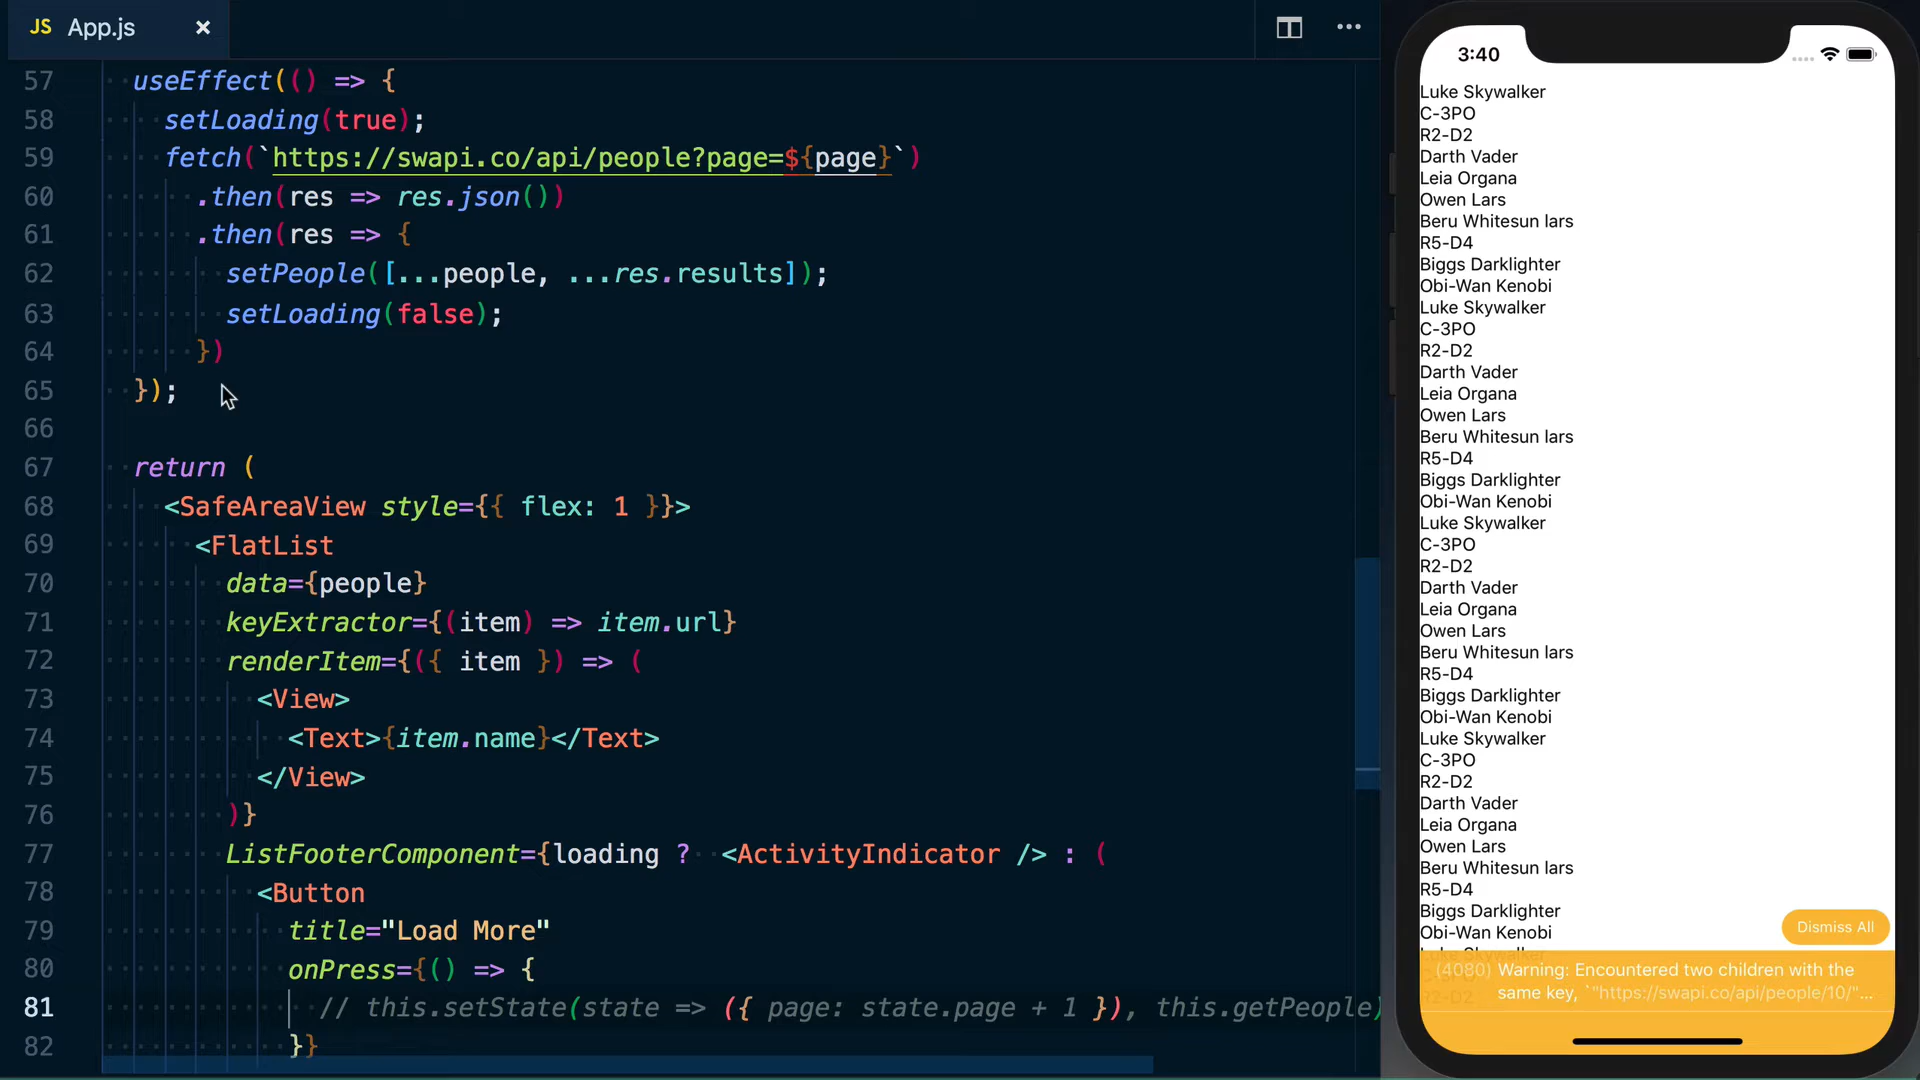 JS App.js ×
57 useEffect(() => {
58 setLoading(true);
59 fetch(`https://swapi.co/api/people?page=${page}`)
60 .then(res => res.json())
61 .then(res => {
62 setPeople([...people, ...res.results]);
63 setLoading(false);
64 })
65 });
66
67 return (
68 <SafeAreaView style={{ flex: 1 }}>
69 <FlatList
70 data={people}
71 keyExtractor={(item) => item.url}
72 renderItem={({ item }) => (
73 <View>
74 <Text>{item.name}</Text>
75 </View>
76 )}
77 ListFooterComponent={loading ? <ActivityIndicator /> : (
78 <Button
79 title="Load More"
80 onPress={() => {
81 // this.setState(state => ({ page: state.page + 1 }), this.getPeople)
82 }}
3:40
Luke Skywalker
C-3PO
R2-D2
Darth Vader
Leia Organa
Owen Lars
Beru Whitesun lars
R5-D4
Biggs Darklighter
Obi-Wan Kenobi
Luke Skywalker
C-3PO
R2-D2
Darth Vader
Leia Organa
Owen Lars
Beru Whitesun lars
R5-D4
Biggs Darklighter
Obi-Wan Kenobi
Luke Skywalker
C-3PO
R2-D2
Darth Vader
Leia Organa
Owen Lars
Beru Whitesun lars
R5-D4
Biggs Darklighter
Obi-Wan Kenobi
Luke Skywalker
C-3PO
R2-D2
Darth Vader
Leia Organa
Owen Lars
Beru Whitesun lars
R5-D4
Biggs Darklighter
Obi-Wan Kenobi
Dismiss All
Luke Skywalker
(4080) Warning: Encountered two children with the
same key, `"https://swapi.co/api/people/10/"...
R2-D2